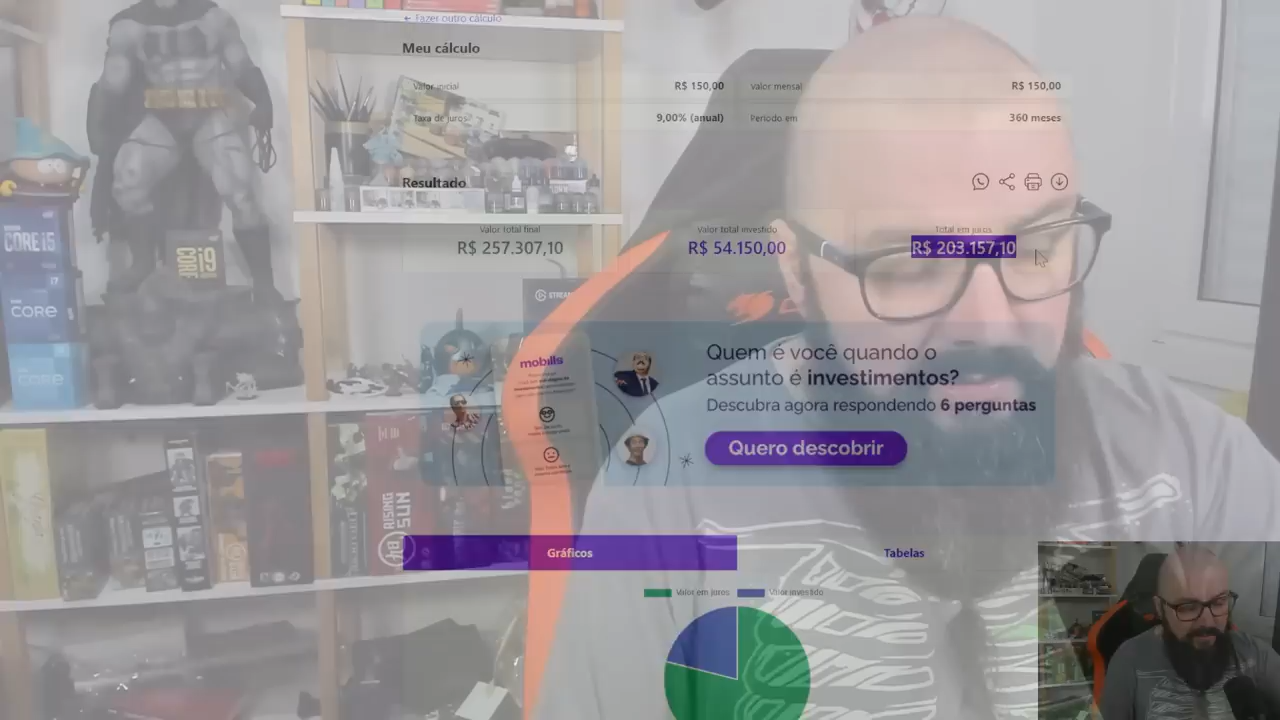 ← Fazer outro cálculo
Meu cálculo
Valor inicial
R$ 150,00
Valor mensal
R$ 150,00
Taxa de juros
9,00% (anual)
Período em
360 meses
Resultado
Valor total final
R$ 257.307,10
Valor total investido
R$ 54.150,00
Total em juros
R$ 203.157,10
CORE i5
CORE i9
i7
CORE
CORE
mobills
Quem é você quando o
assunto é investimentos?
Descubra agora respondendo 6 perguntas
Quero descobrir
RISING
SUN
Gráficos
Tabelas
Valor em juros
Valor investido